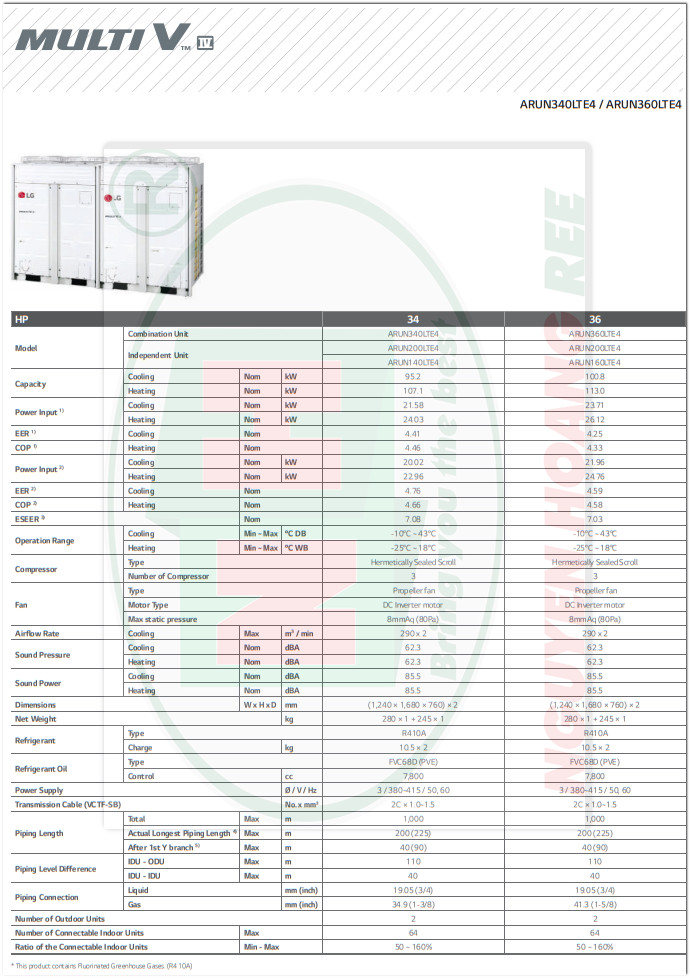 MULTI V TM IV
ARUN340LTE4 / ARUN360LTE4
LG LG
HP 34 36
Model Combination Unit ARUN340LTE4 ARUN360LTE4
Independent Unit ARUN200LTE4 ARUN200LTE4
ARUN140LTE4 ARUN160LTE4
Capacity Cooling Nom kW 95.2 100.8
Heating Nom kW 107.1 113.0
Power Input 1) Cooling Nom kW 21.58 23.71
Heating Nom kW 24.03 26.12
EER 1) Cooling Nom 4.41 4.25
COP 1) Heating Nom 4.46 4.33
Power Input 2) Cooling Nom kW 20.02 21.96
Heating Nom kW 22.96 24.76
EER 2) Cooling Nom 4.76 4.59
COP 2) Heating Nom 4.66 4.58
ESEER 3) Nom 7.08 7.03
Operation Range Cooling Min ~ Max °C DB -10°C ~ 43°C -10°C ~ 43°C
Heating Min ~ Max °C WB -25°C ~ 18°C -25°C ~ 18°C
Compressor Type Hermetically Sealed Scroll Hermetically Sealed Scroll
Number of Compressor 3 3
Fan Type Propeller fan Propeller fan
Motor Type DC Inverter motor DC Inverter motor
Max static pressure 8mmAq (80Pa) 8mmAq (80Pa)
Airflow Rate Cooling Max m³ / min 290 x 2 290 x 2
Sound Pressure Cooling Nom dBA 62.3 62.3
Heating Nom dBA 62.3 62.3
Sound Power Cooling Nom dBA 85.5 85.5
Heating Nom dBA 85.5 85.5
Dimensions W x H x D mm (1,240 × 1,680 × 760) × 2 (1,240 × 1,680 × 760) × 2
Net Weight kg 280 × 1 + 245 × 1 280 × 1 + 245 × 1
Refrigerant Type R410A R410A
Charge kg 10.5 × 2 10.5 × 2
Refrigerant Oil Type FVC68D (PVE) FVC68D (PVE)
Control cc 7,800 7,800
Power Supply Ø / V / Hz 3 / 380~415 / 50, 60 3 / 380~415 / 50, 60
Transmission Cable (VCTF-SB) No. x mm² 2C × 1.0~1.5 2C × 1.0~1.5
Piping Length Total Max m 1,000 1,000
Actual Longest Piping Length 4) Max m 200 (225) 200 (225)
After 1st Y branch 5) Max m 40 (90) 40 (90)
Piping Level Difference IDU - ODU Max m 110 110
IDU - IDU Max m 40 40
Piping Connection Liquid mm (inch) 19.05 (3/4) 19.05 (3/4)
Gas mm (inch) 34.9 (1-3/8) 41.3 (1-5/8)
Number of Outdoor Units 2 2
Number of Connectable Indoor Units Max 64 64
Ratio of the Connectable Indoor Units Min - Max 50 ~ 160% 50 ~ 160%
* This product contains Fluorinated Greenhouse Gases. (R410A)
®
Bring you the best
NGUYEN HOANG REE